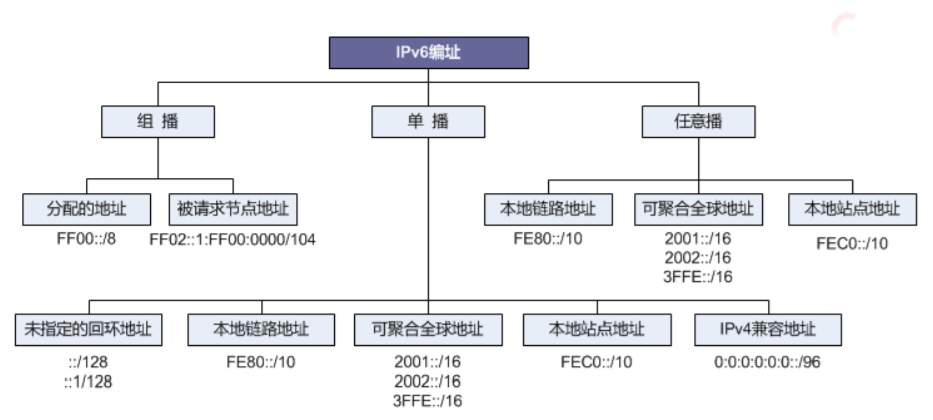 IPv6编址
组 播
单 播
任意播
分配的地址
被请求节点地址
本地链路地址
可聚合全球地址
本地站点地址
FF00::/8
FF02::1:FF00:0000/104
FE80::/10
2001::/16
2002::/16
3FFE::/16
FEC0::/10
未指定的回环地址
本地链路地址
可聚合全球地址
本地站点地址
IPv4兼容地址
::/128
::1/128
FE80::/10
2001::/16
2002::/16
3FFE::/16
FEC0::/10
0:0:0:0:0:0::/96